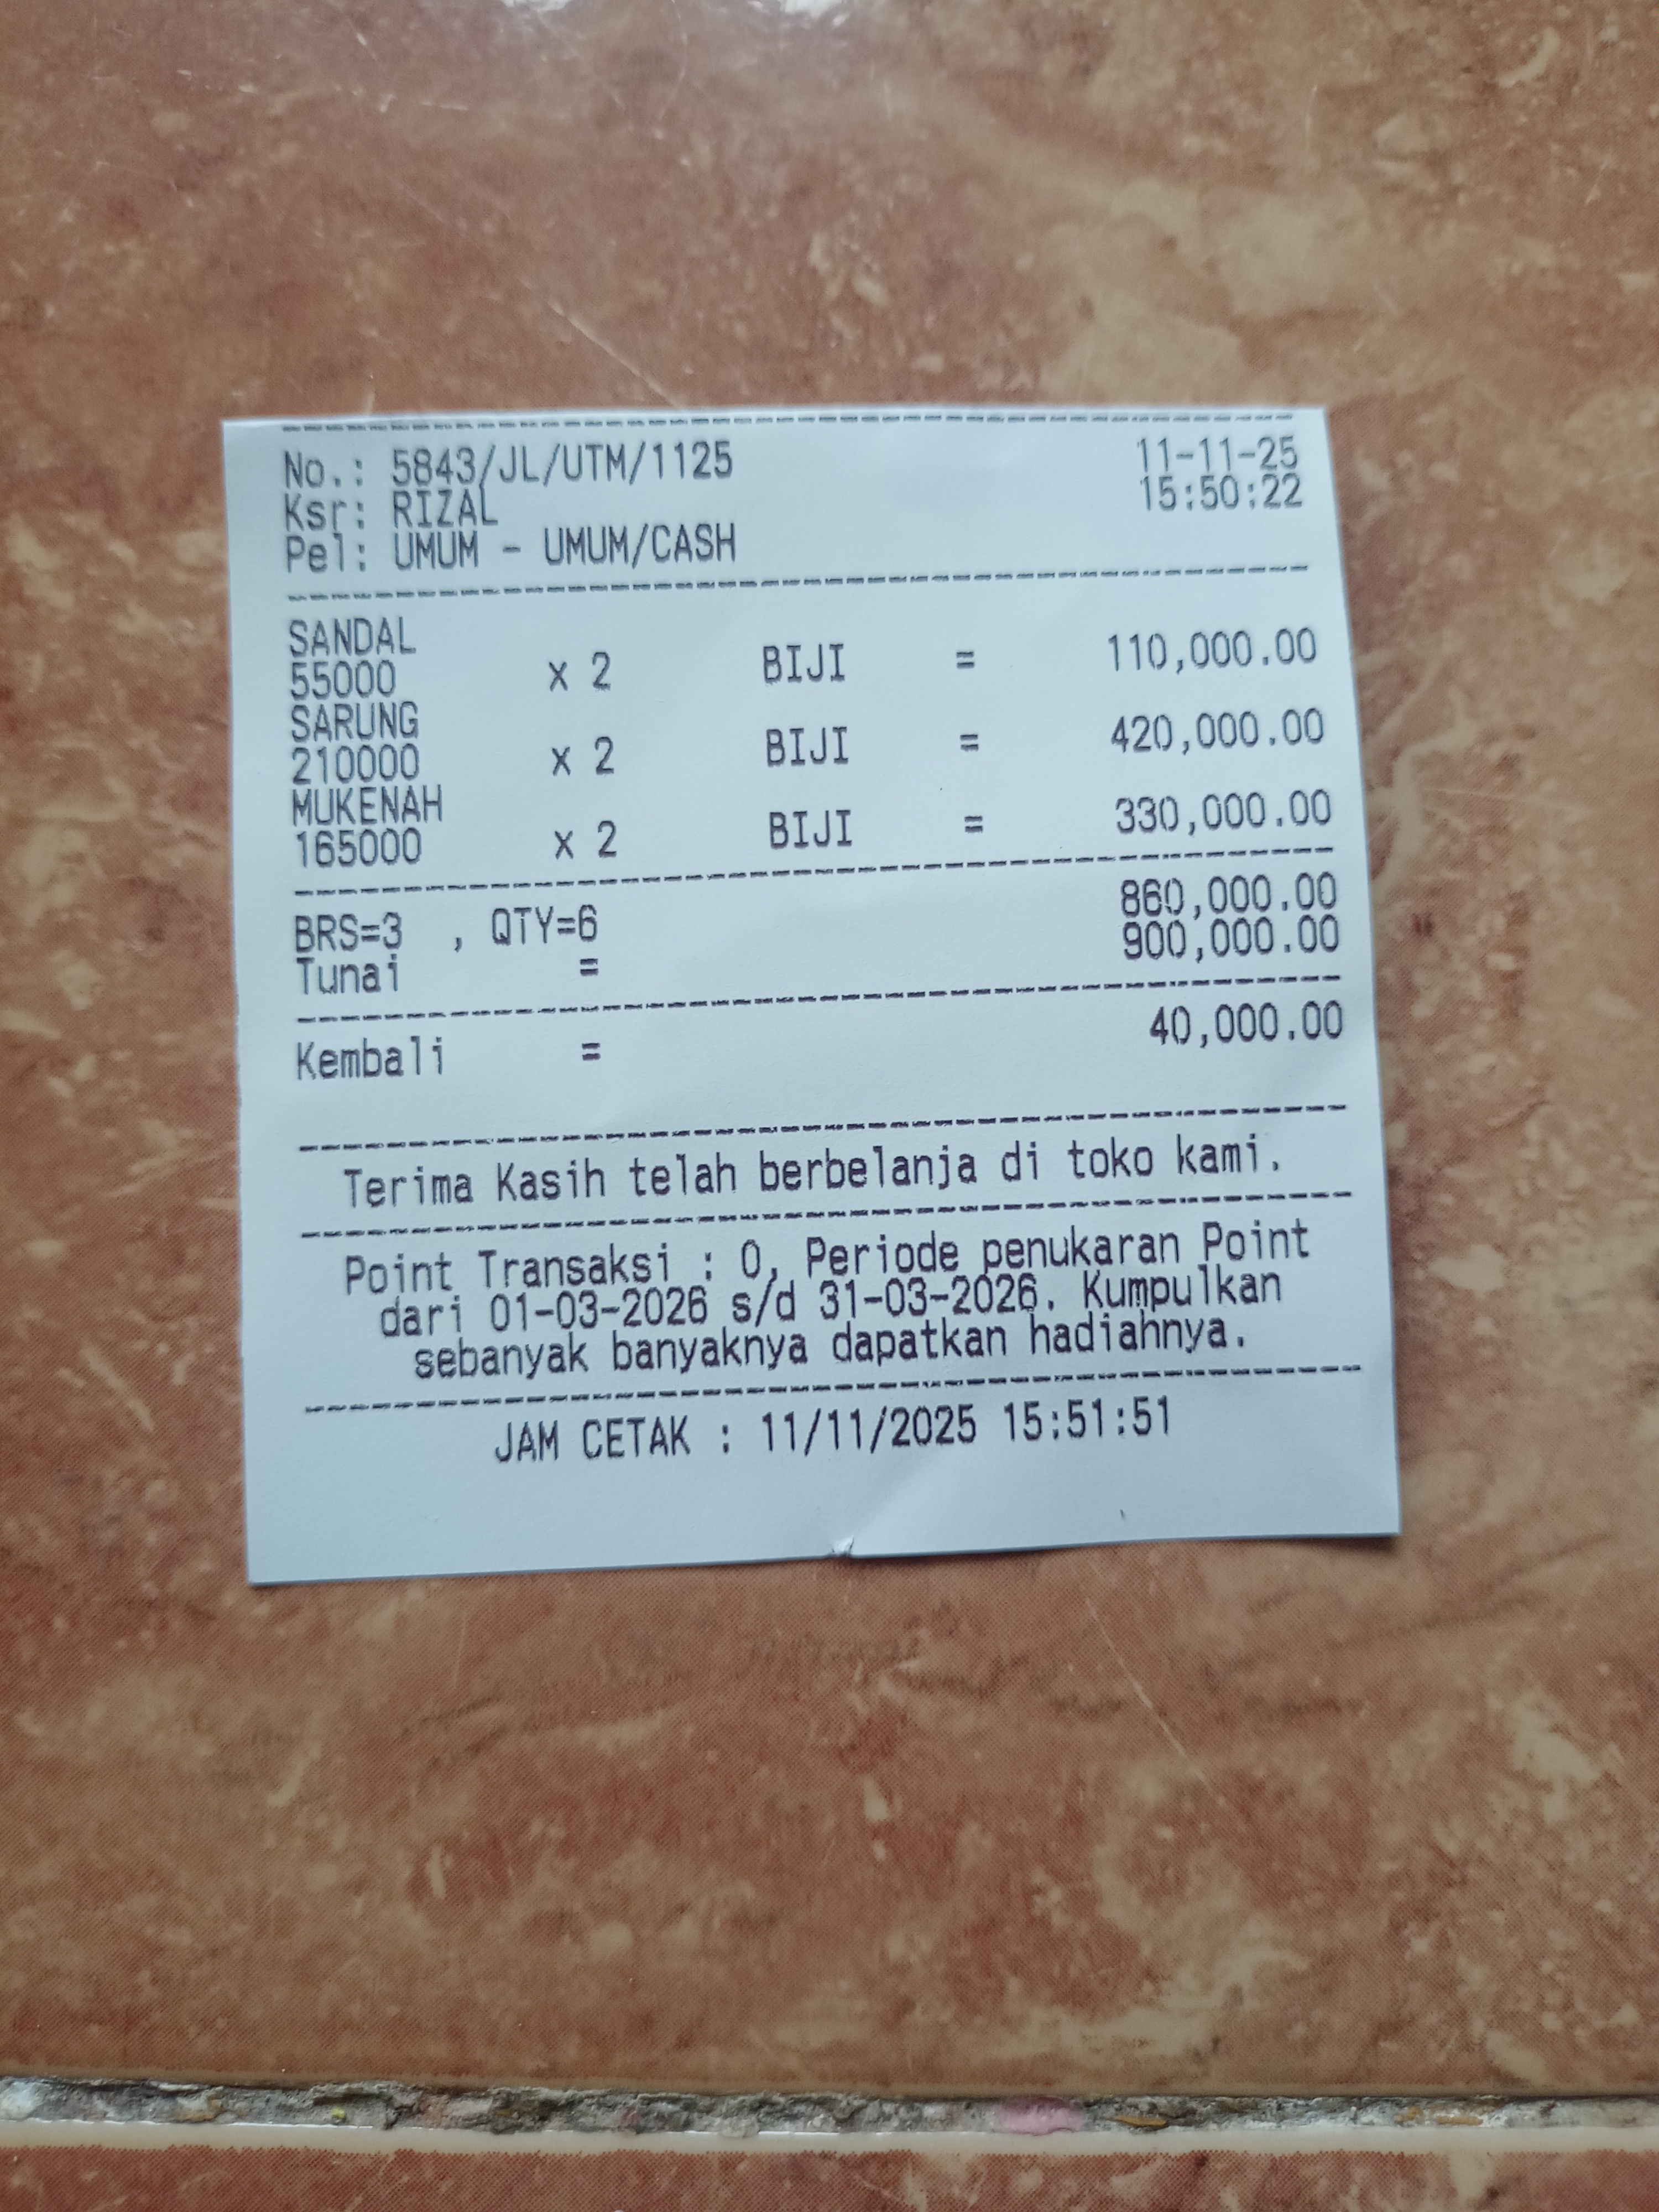 No.: 5843/JL/UTM/1125 11-11-25
Ksr: RIZAL 15:50:22
Pel: UMUM - UMUM/CASH
SANDAL
55000 x 2 BIJI = 110,000.00
SARUNG
210000 x 2 BIJI = 420,000.00
MUKENAH
165000 x 2 BIJI = 330,000.00
BRS=3 , QTY=6 860,000.00
Tunai = 900,000.00
Kembali = 40,000.00
Terima Kasih telah berbelanja di toko kami.
Point Transaksi : 0, Periode penukaran Point
dari 01-03-2026 s/d 31-03-2026. Kumpulkan
sebanyak banyaknya dapatkan hadiahnya.
JAM CETAK : 11/11/2025 15:51:51